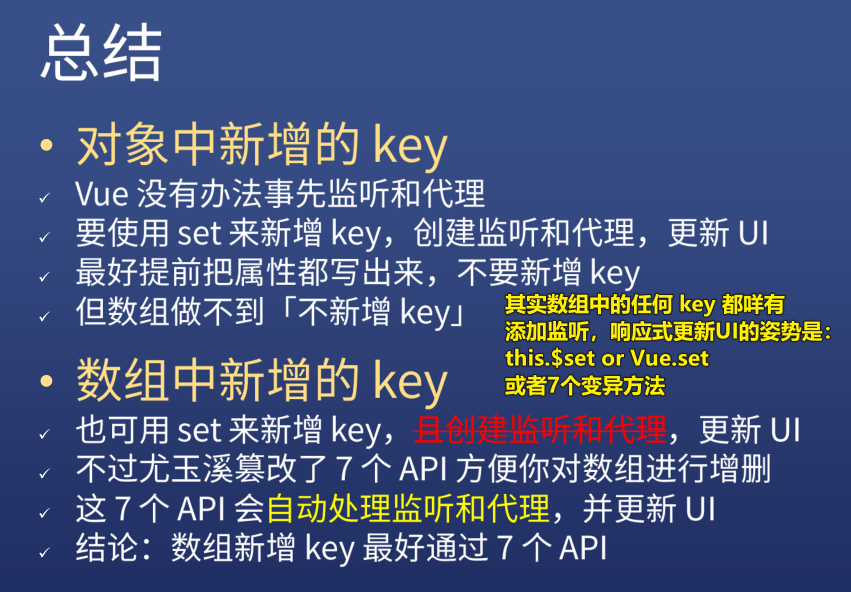 总结
• 对象中新增的 key
✓ Vue 没有办法事先监听和代理
✓ 要使用 set 来新增 key，创建监听和代理，更新 UI
✓ 最好提前把属性都写出来，不要新增 key
✓ 但数组做不到「不新增 key」
其实数组中的任何 key 都咩有
添加监听，响应式更新UI的姿势是：
this.$set or Vue.set
或者7个变异方法
• 数组中新增的 key
✓ 也可用 set 来新增 key，且创建监听和代理，更新 UI
✓ 不过尤玉溪篡改了 7 个 API 方便你对数组进行增删
✓ 这 7 个 API 会自动处理监听和代理，并更新 UI
✓ 结论：数组新增 key 最好通过 7 个 API